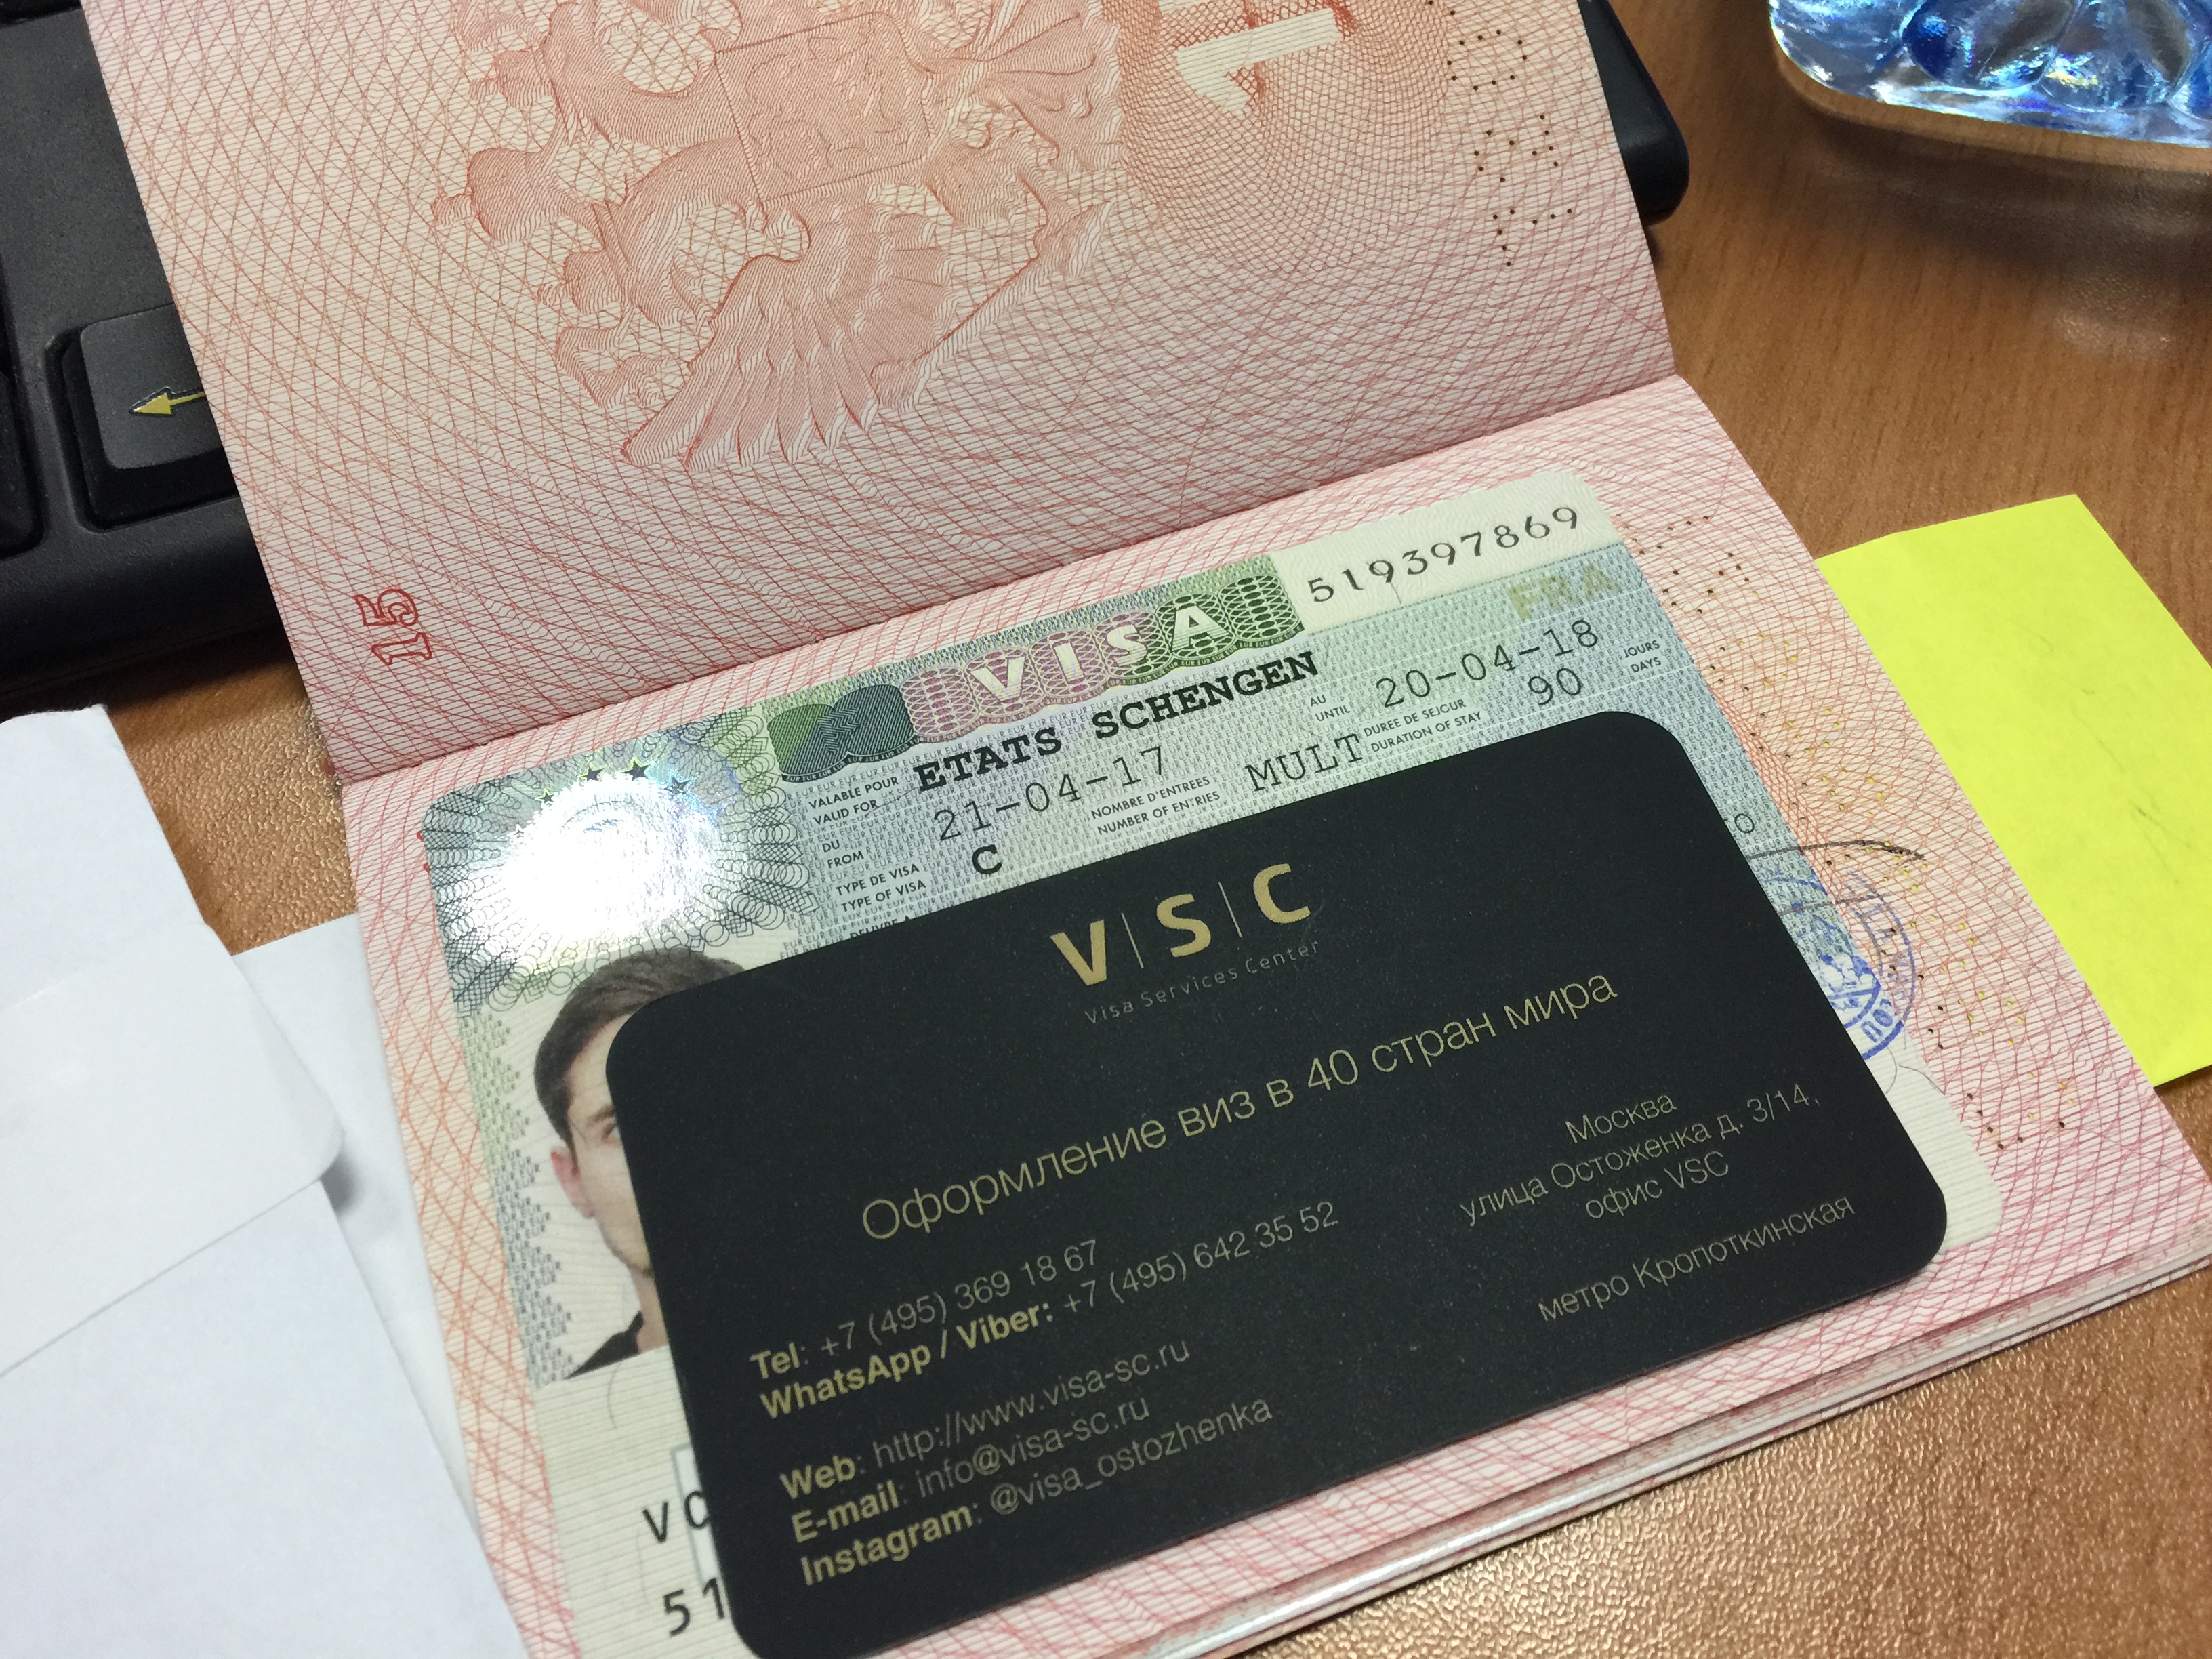 15
VISA
519397869
FRA
ETATS SCHENGEN
VALABLE POUR
VALID FOR
DU
FROM
21-04-17
AU
UNTIL
20-04-18
TYPE DE VISA
TYPE OF VISA
C
NOMBRE D'ENTREES
NUMBER OF ENTRIES
MULT
DUREE DE SEJOUR
DURATION OF STAY
90
JOURS
DAYS
V|S|C
Visa Services Center
Оформление виз в 40 стран мира
Tel: +7 (495) 369 18 67
WhatsApp / Viber: +7 (495) 642 35 52
Web: http://www.visa-sc.ru
E-mail: info@visa-sc.ru
Instagram: @visa_ostozhenka
Москва
улица Остоженка д. 3/14,
офис VSC
метро Кропоткинская
51